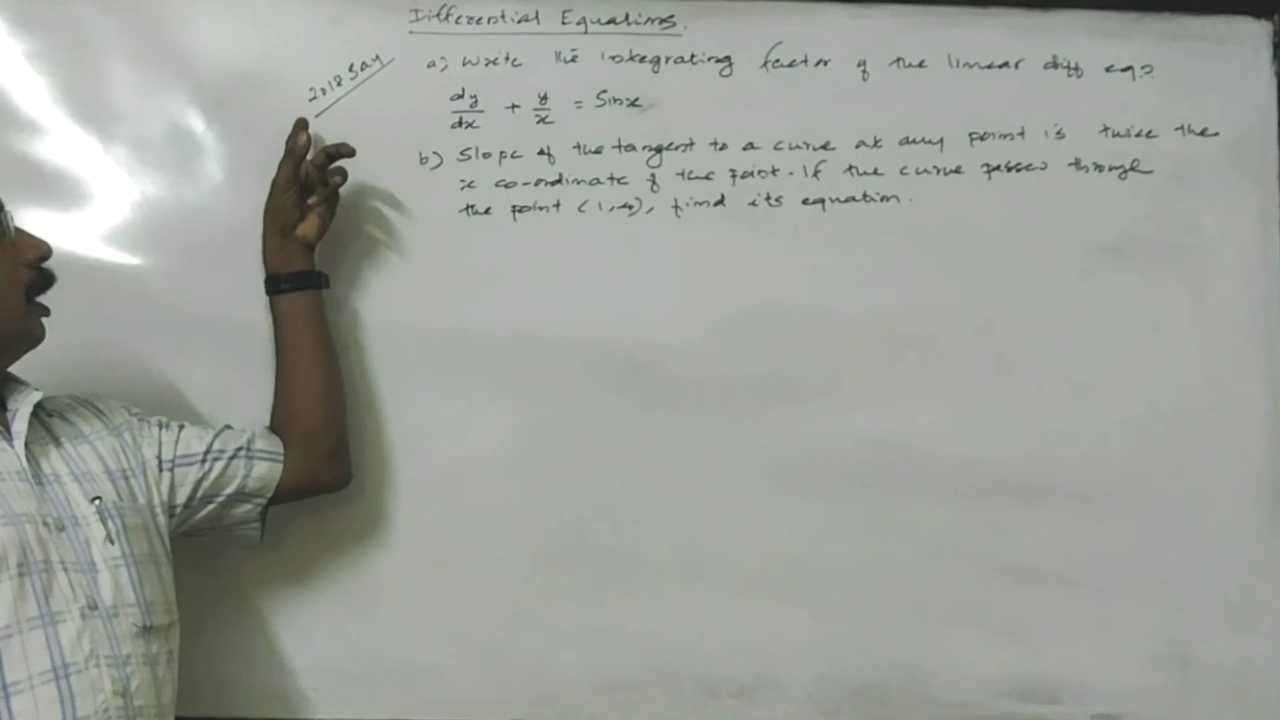 Differential Equations.
2018 Say
a) Write the integrating factor of the linear diff eqn.
dy/dx + y/x = Sinx
b) Slope of the tangent to a curve at any point is twice the
x co-ordinate of the point. If the curve passes through
the point (1,4), find its equation.